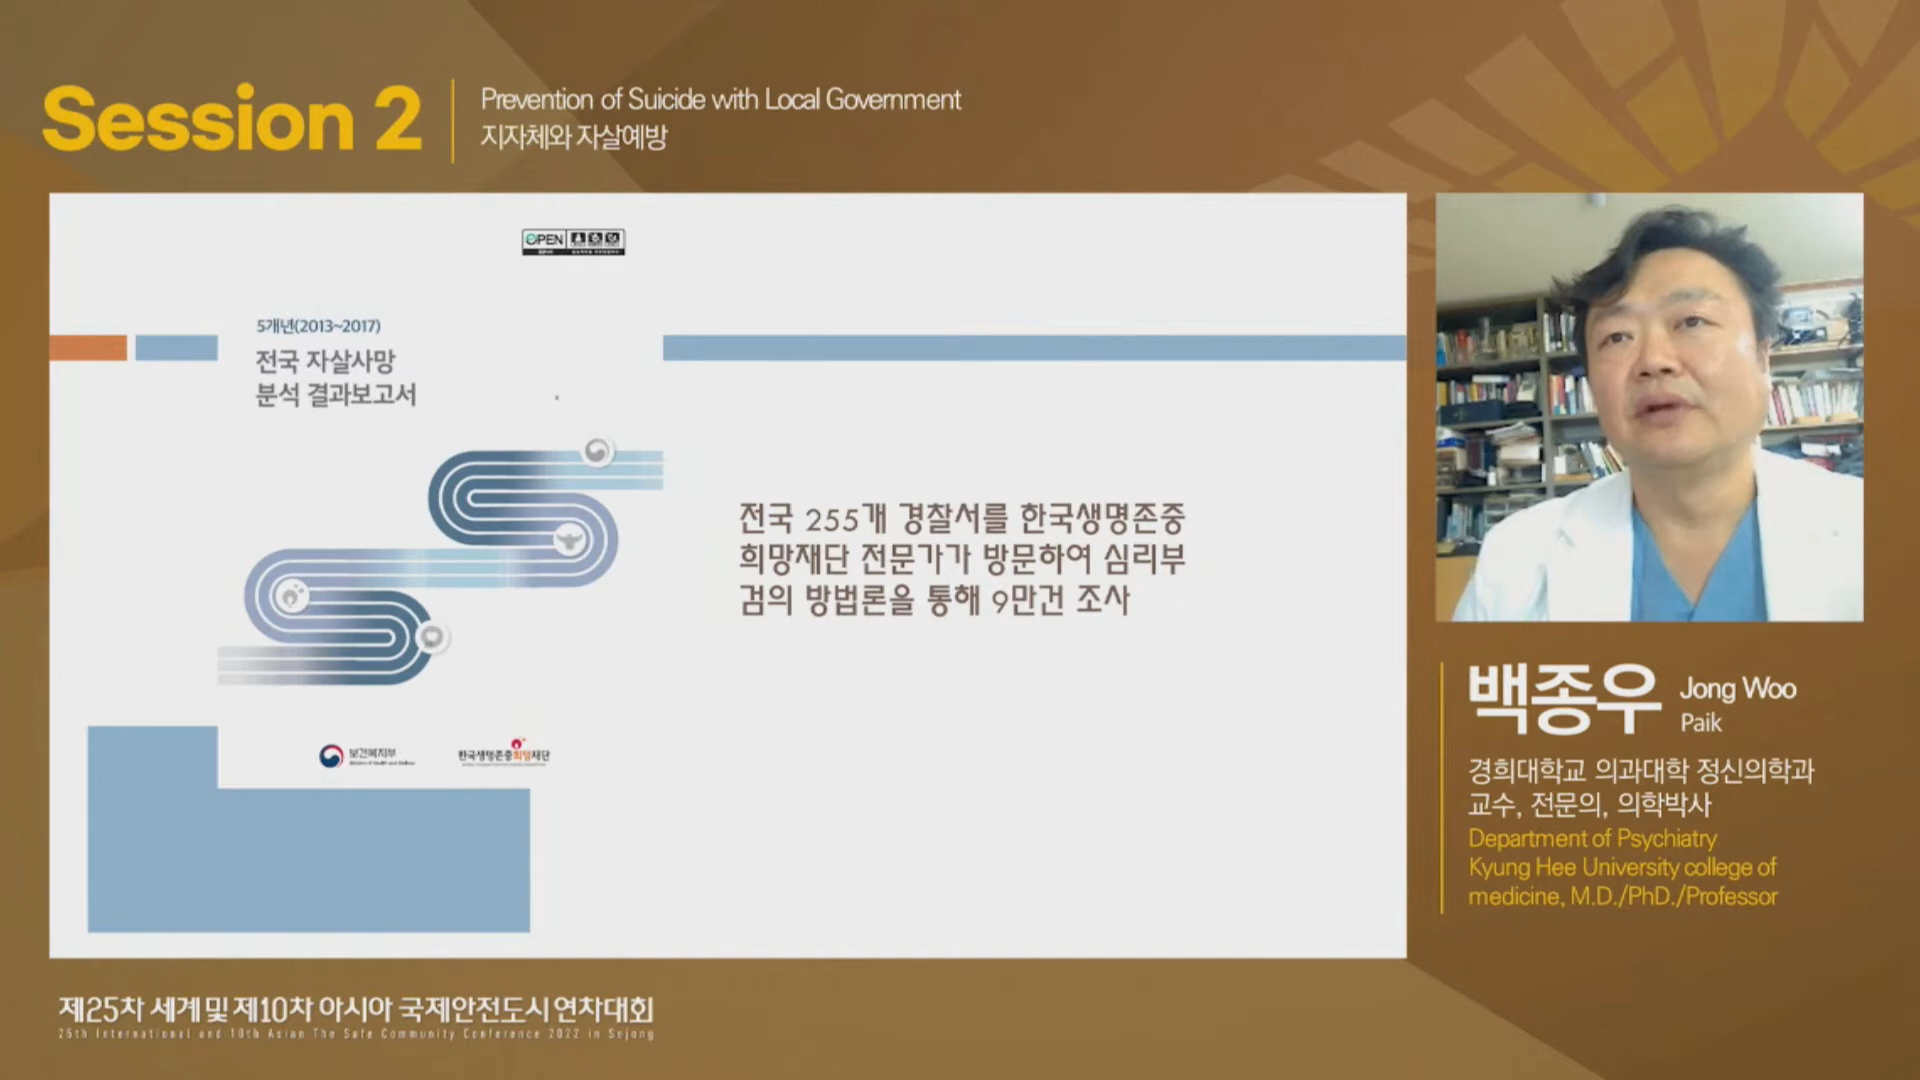 Session 2
Prevention of Suicide with Local Government
지자체와 자살예방
OPEN
5개년(2013~2017)
전국 자살사망
분석 결과보고서
전국 255개 경찰서를 한국생명존중
희망재단 전문가가 방문하여 심리부
검의 방법론을 통해 9만건 조사
보건복지부
한국생명존중희망재단
백종우 Jong Woo
Paik
경희대학교 의과대학 정신의학과
교수, 전문의, 의학박사
Department of Psychiatry
Kyung Hee University college of
medicine, M.D./PhD./Professor
제25차 세계 및 제10차 아시아 국제안전도시 연차대회
25th International and 10th Asian The Safe Community Conference 2022 in Sejong